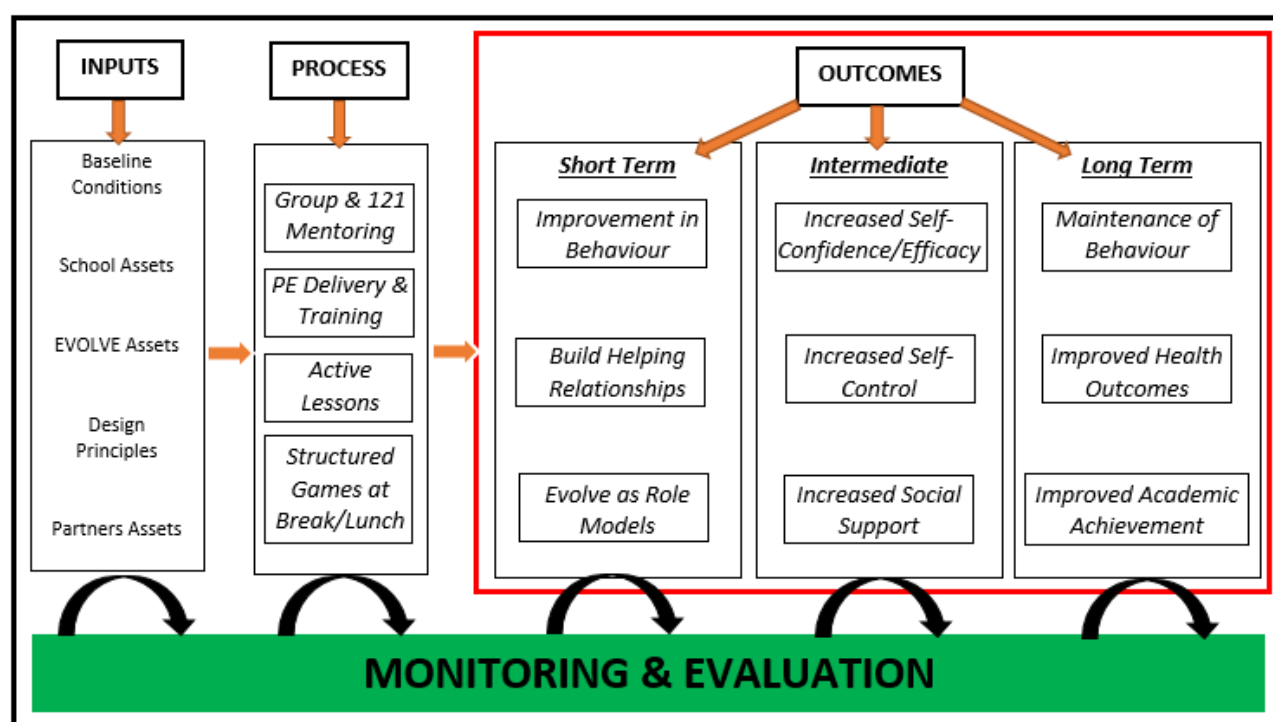 INPUTS
Baseline
Conditions
School Assets
EVOLVE Assets
Design
Principles
Partners Assets
PROCESS
Group & 121
Mentoring
PE Delivery &
Training
Active
Lessons
Structured
Games at
Break/Lunch
OUTCOMES
Short Term
Improvement in
Behaviour
Build Helping
Relationships
Evolve as Role
Models
Intermediate
Increased Self-
Confidence/Efficacy
Increased Self-
Control
Increased Social
Support
Long Term
Maintenance of
Behaviour
Improved Health
Outcomes
Improved Academic
Achievement
MONITORING & EVALUATION